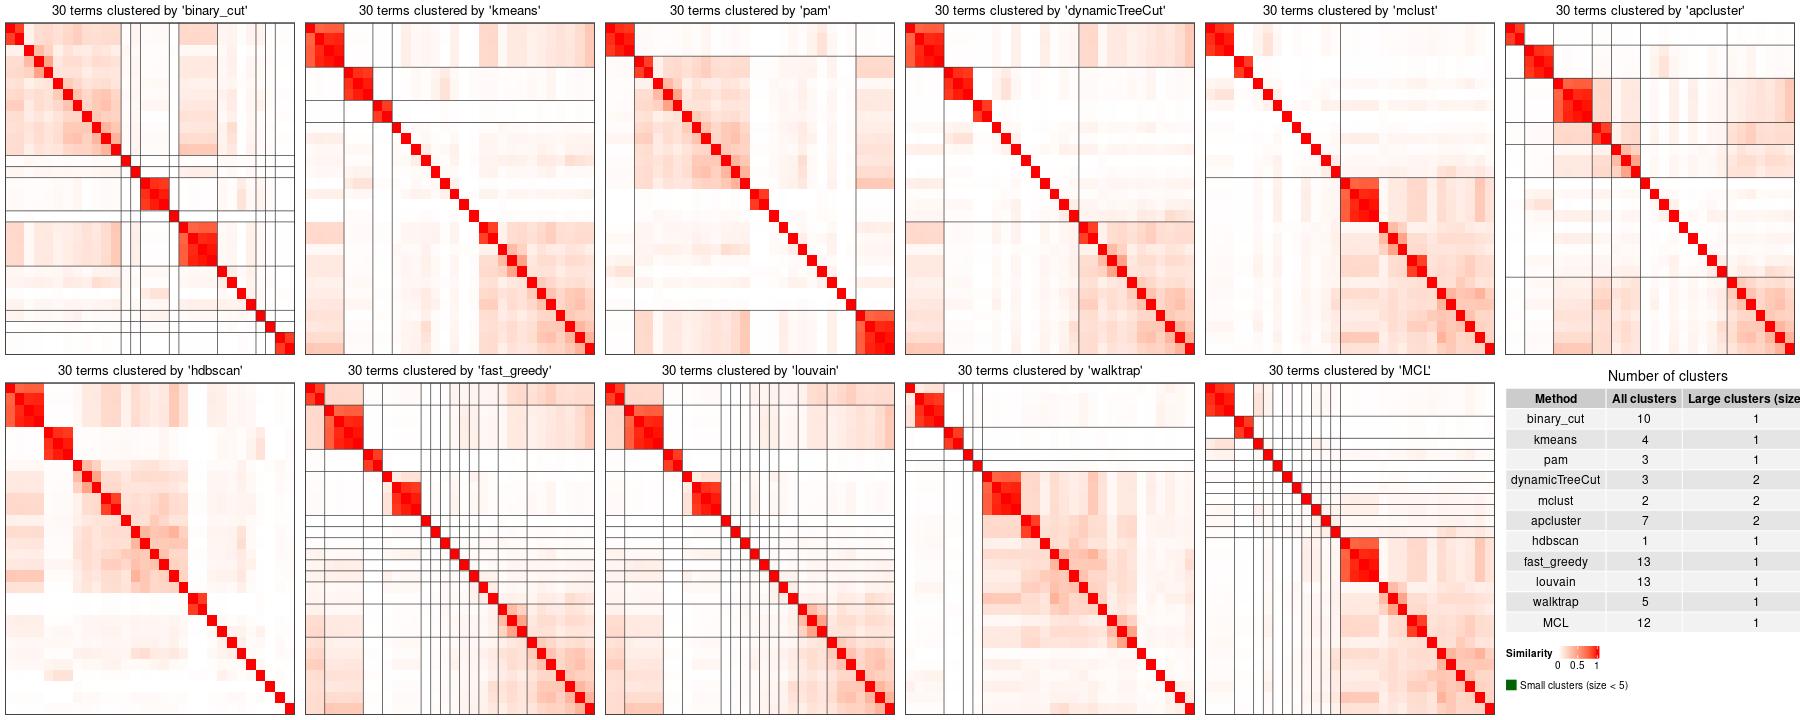 30 terms clustered by 'binary_cut'
30 terms clustered by 'kmeans'
30 terms clustered by 'pam'
30 terms clustered by 'dynamicTreeCut'
30 terms clustered by 'mclust'
30 terms clustered by 'apcluster'
30 terms clustered by 'hdbscan'
30 terms clustered by 'fast_greedy'
30 terms clustered by 'louvain'
30 terms clustered by 'walktrap'
30 terms clustered by 'MCL'
Number of clusters
Method All clusters Large clusters (size
binary_cut 10 1
kmeans 4 1
pam 3 1
dynamicTreeCut 3 2
mclust 2 2
apcluster 7 2
hdbscan 1 1
fast_greedy 13 1
louvain 13 1
walktrap 5 1
MCL 12 1
Similarity
0 0.5 1
Small clusters (size < 5)